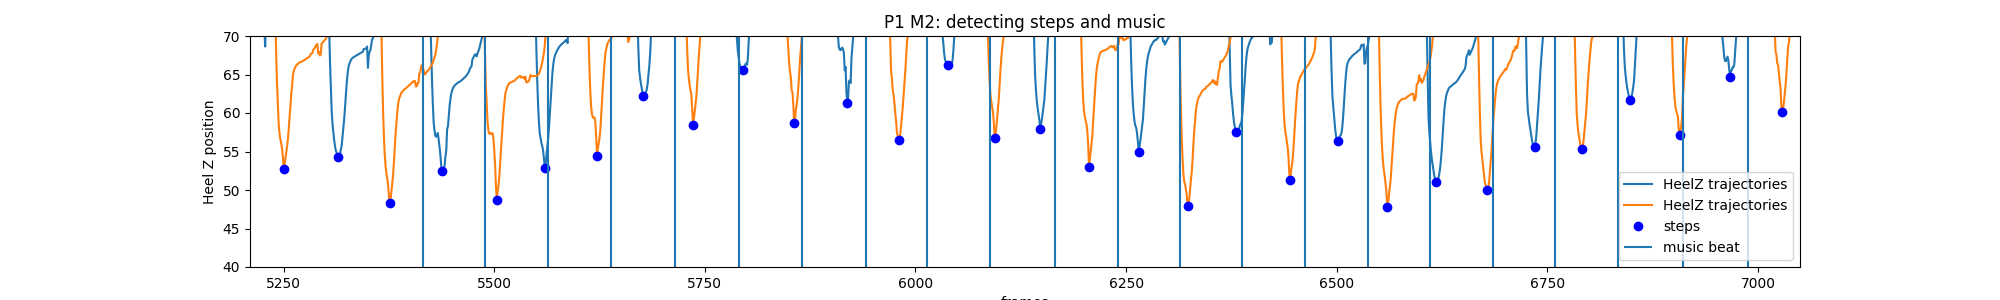 P1 M2: detecting steps and music
Heel Z position
70
65
60
55
50
45
40
5250
5500
5750
6000
6250
6500
6750
7000
frames
HeelZ trajectories
HeelZ trajectories
steps
music beat